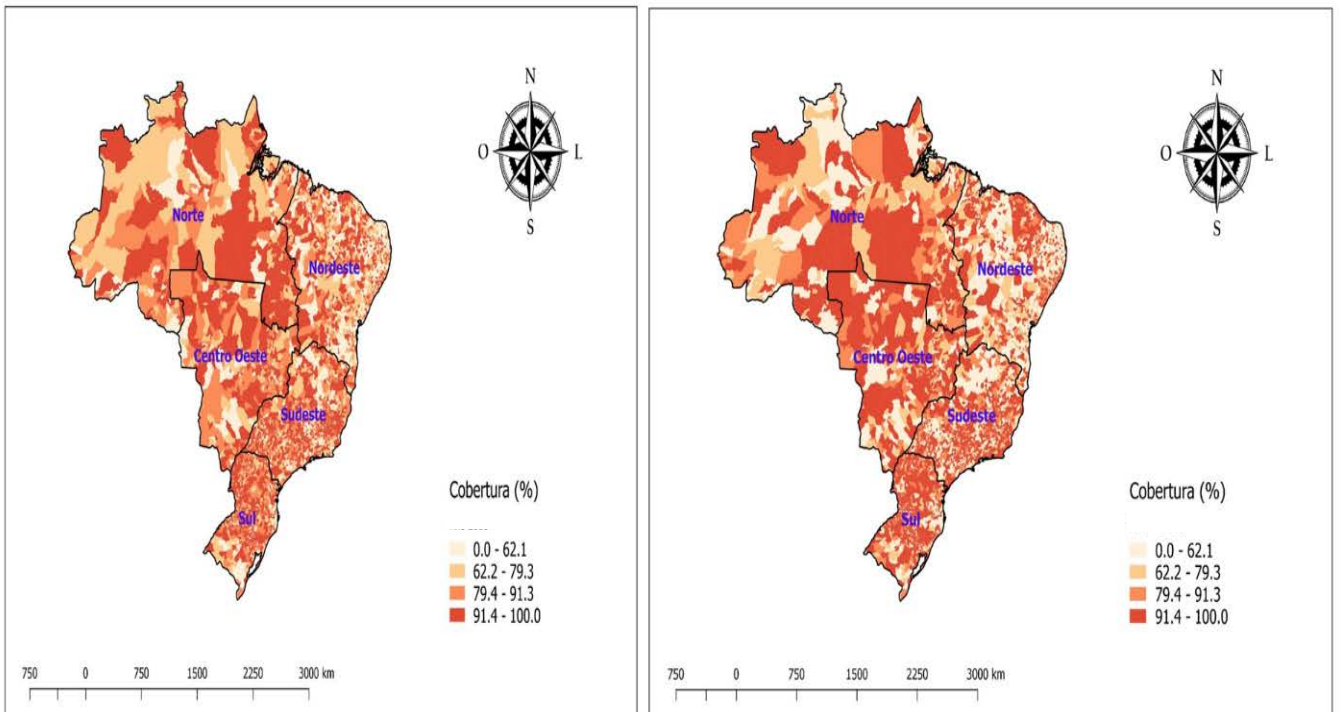 N
O L
S
Norte
Nordeste
Centro Oeste
Sudeste
Sul
Cobertura (%)
0.0 - 62.1
62.2 - 79.3
79.4 - 91.3
91.4 - 100.0
750 0 750 1500 2250 3000 km
N
O L
S
Norte
Nordeste
Centro Oeste
Sudeste
Sul
Cobertura (%)
0.0 - 62.1
62.2 - 79.3
79.4 - 91.3
91.4 - 100.0
750 0 750 1500 2250 3000 km